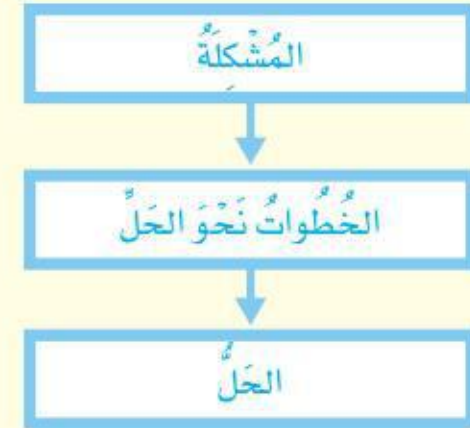 المُشْكِلَةُ
الخُطُواتُ نَحْوَ الحَلِّ
الحَلُّ